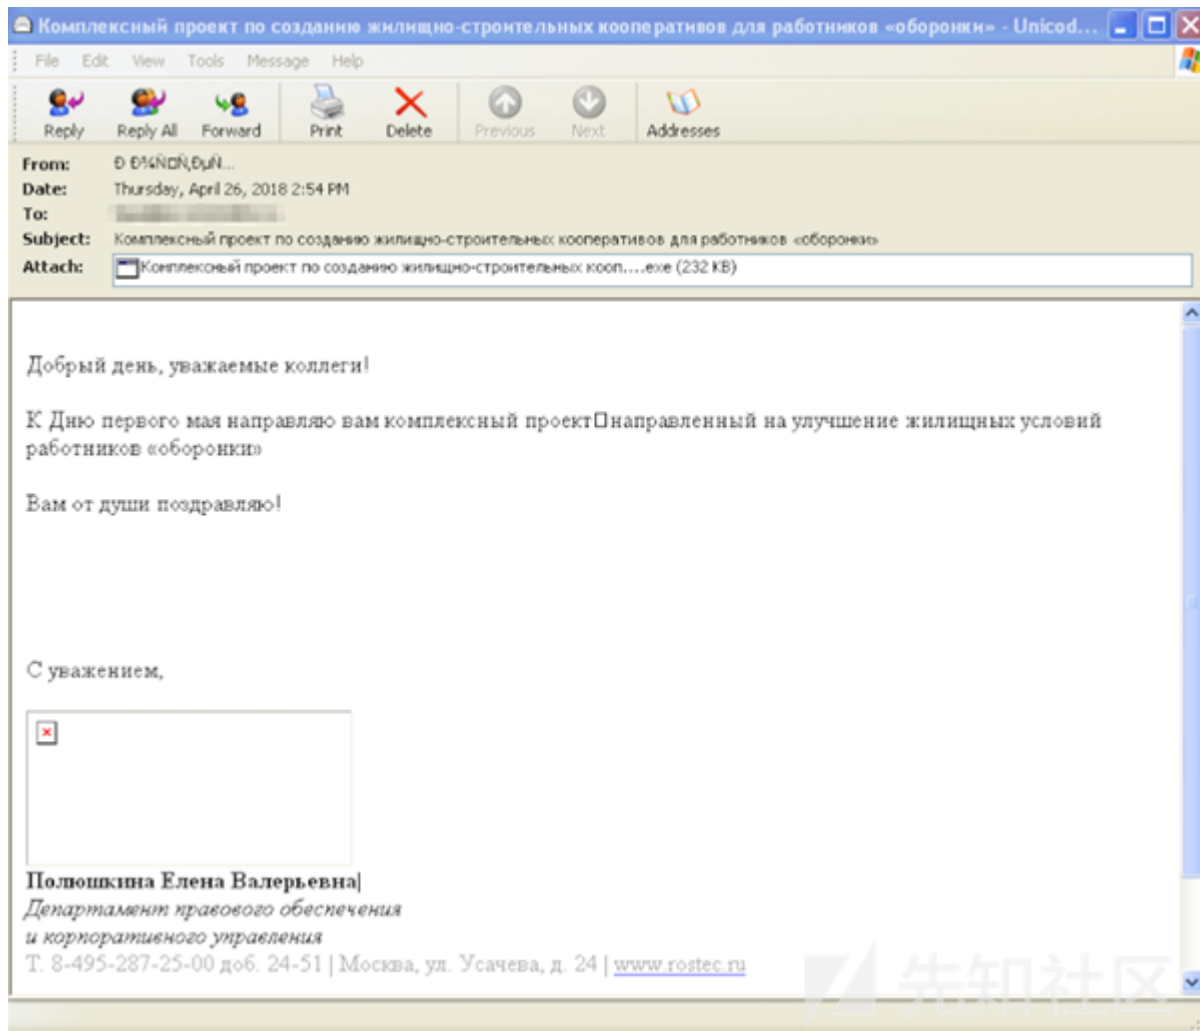 Комплексный проект по созданию жилищно-строительных кооперативов для работников «оборонки» - Unicod...
File Edit View Tools Message Help
Reply Reply All Forward Print Delete Previous Next Addresses
From: Ð Ð¾ÑÑ‚ÐµÑ...
Date: Thursday, April 26, 2018 2:54 PM
To:
Subject: Комплексный проект по созданию жилищно-строительных кооперативов для работников «оборонки»
Attach: Комплексный проект по созданию жилищно-строительных кооп....exe (232 KB)
Добрый день, уважаемые коллеги!
К Дню первого мая направляю вам комплексный проект□направленный на улучшение жилищных условий
работников «оборонки»
Вам от души поздравляю!
С уважением,
Полюшкина Елена Валерьевна
Департамент правового обеспечения
и корпоративного управления
Т. 8-495-287-25-00 доб. 24-51 | Москва, ул. Усачева, д. 24 | www.rostec.ru
先知社区